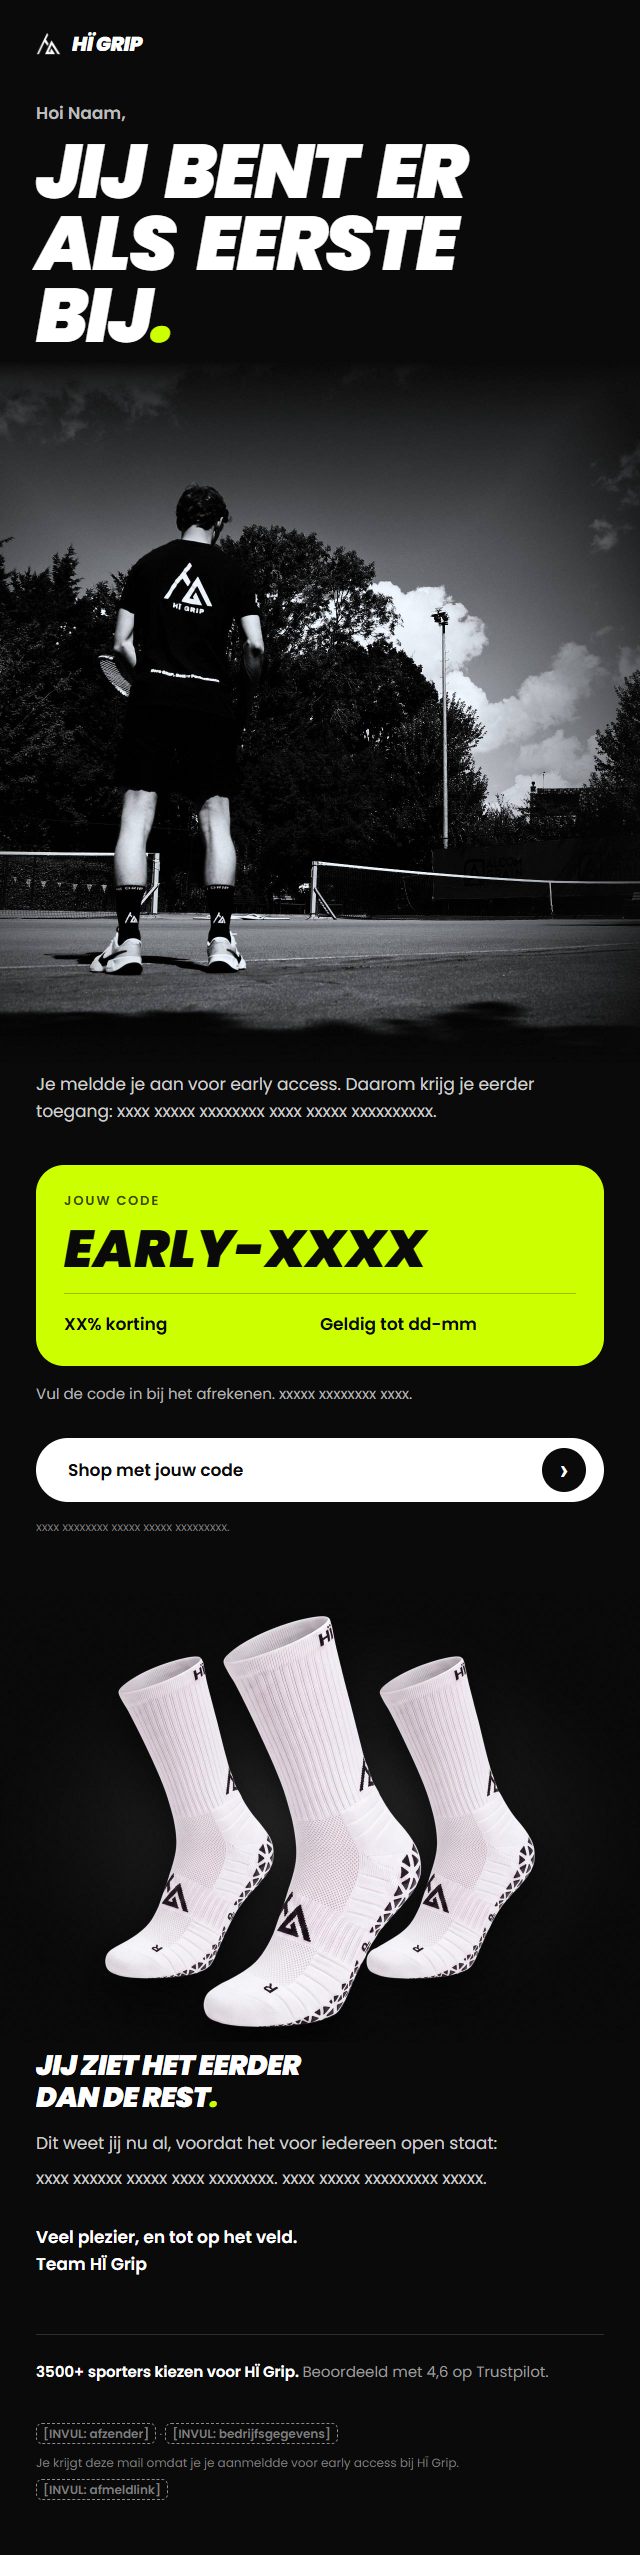 HÏ GRIP
Hoi Naam,
JIJ BENT ER
ALS EERSTE
BIJ.
HÏ GRIP
Je meldde je aan voor early access. Daarom krijg je eerder
toegang: xxxx xxxxx xxxxxxxx xxxx xxxxx xxxxxxxxxx.
JOUW CODE
EARLY-XXXX
XX% korting
Geldig tot dd-mm
Vul de code in bij het afrekenen. xxxxx xxxxxxxx xxxx.
Shop met jouw code
xxxx xxxxxxxx xxxxx xxxxx xxxxxxxxx.
HÏ
HÏ
HÏ
R
R
R
JIJ ZIET HET EERDER
DAN DE REST.
Dit weet jij nu al, voordat het voor iedereen open staat:
xxxx xxxxxx xxxxx xxxx xxxxxxxx. xxxx xxxxx xxxxxxxxx xxxxx.
Veel plezier, en tot op het veld.
Team HÏ Grip
3500+ sporters kiezen voor HÏ Grip. Beoordeeld met 4,6 op Trustpilot.
[INVUL: afzender] · [INVUL: bedrijfsgegevens]
Je krijgt deze mail omdat je je aanmeldde voor early access bij HÏ Grip.
[INVUL: afmeldlink]